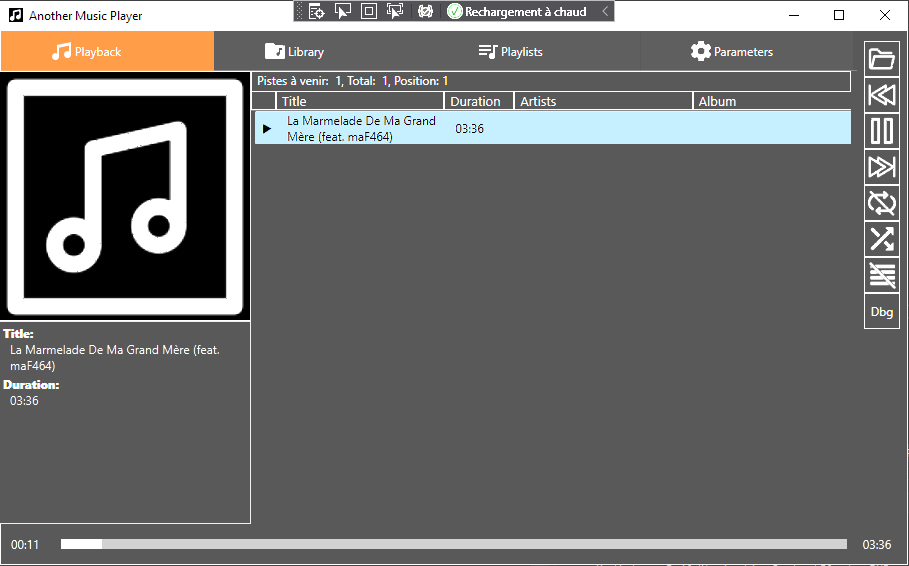 Another Music Player
Rechargement à chaud
Playback
Library
Playlists
Parameters
Pistes à venir: 1, Total: 1, Position: 1
Title
Duration
Artists
Album
La Marmelade De Ma Grand
Mère (feat. maF464)
03:36
Title:
La Marmelade De Ma Grand Mère (feat.
maF464)
Duration:
03:36
Dbg
00:11
03:36